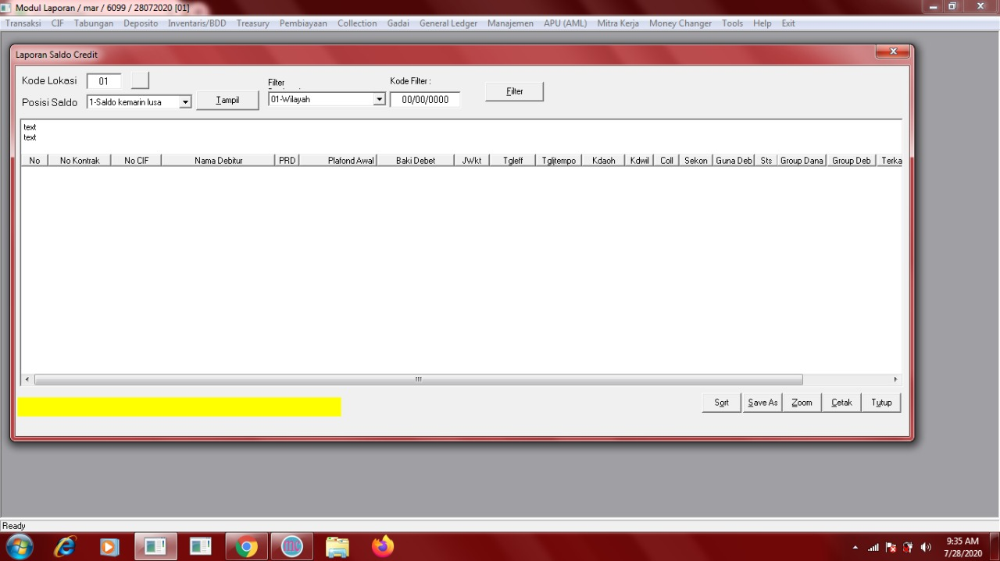 Modul Laporan / mar / 6099 / 28072020 [01]
Transaksi CIF Tabungan Deposito Inventaris/BDD Treasury Pembiayaan Collection Gadai General Ledger Manajemen APU (AML) Mitra Kerja Money Changer Tools Help Exit
Laporan Saldo Credit
Kode Lokasi 01 Filter Kode Filter :
Posisi Saldo 1-Saldo kemarin lusa Tampil 01-Wilayah 00/00/0000 Filter
text
text
No No Kontrak No CIF Nama Debitur PRD Plafond Awal Baki Debet JWkt Tgleff Tgljtempo Kdaoh Kdwil Coll Sekon Guna Deb Sts Group Dana Group Deb Terka
Sort Save As Zoom Cetak Tutup
Ready
9:35 AM
7/28/2020